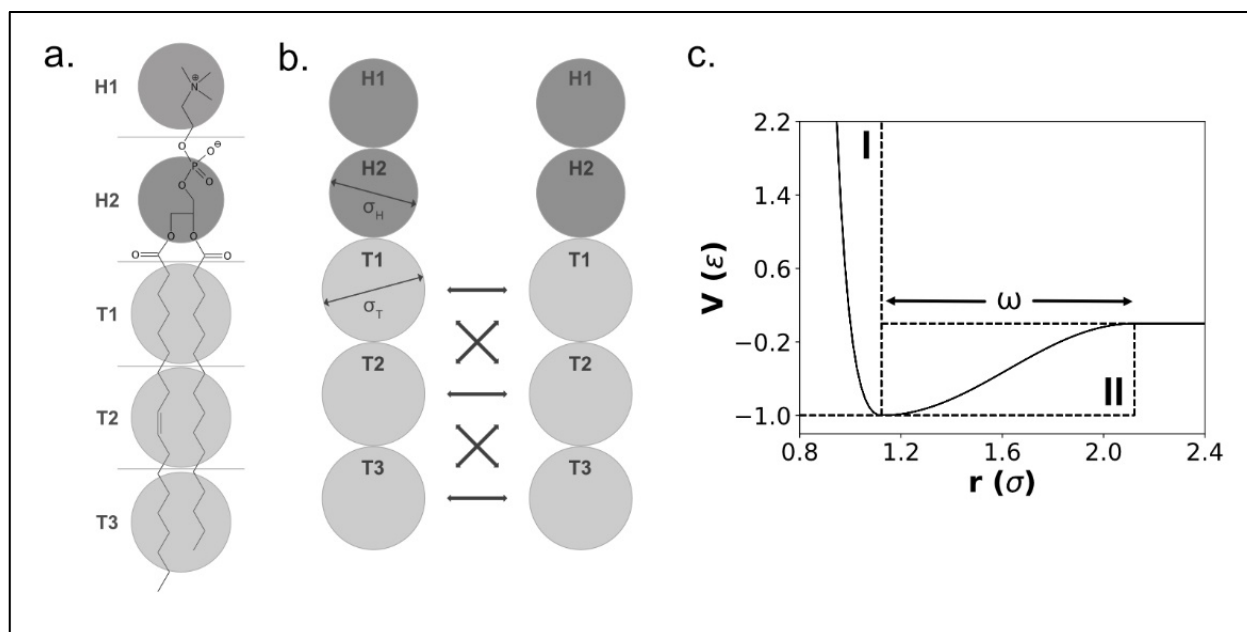 a.
H1
N
⊕
O
O
⊖
P
O
O
H2
O
O
O
O
T1
T2
T3
b.
H1
H1
H2
H2
σH
T1
T1
σT
T2
T2
T3
T3
c.
V (ε)
2.2
1.4
0.6
−0.2
−1.0
I
ω
II
0.8
1.2
1.6
2.0
2.4
r (σ)